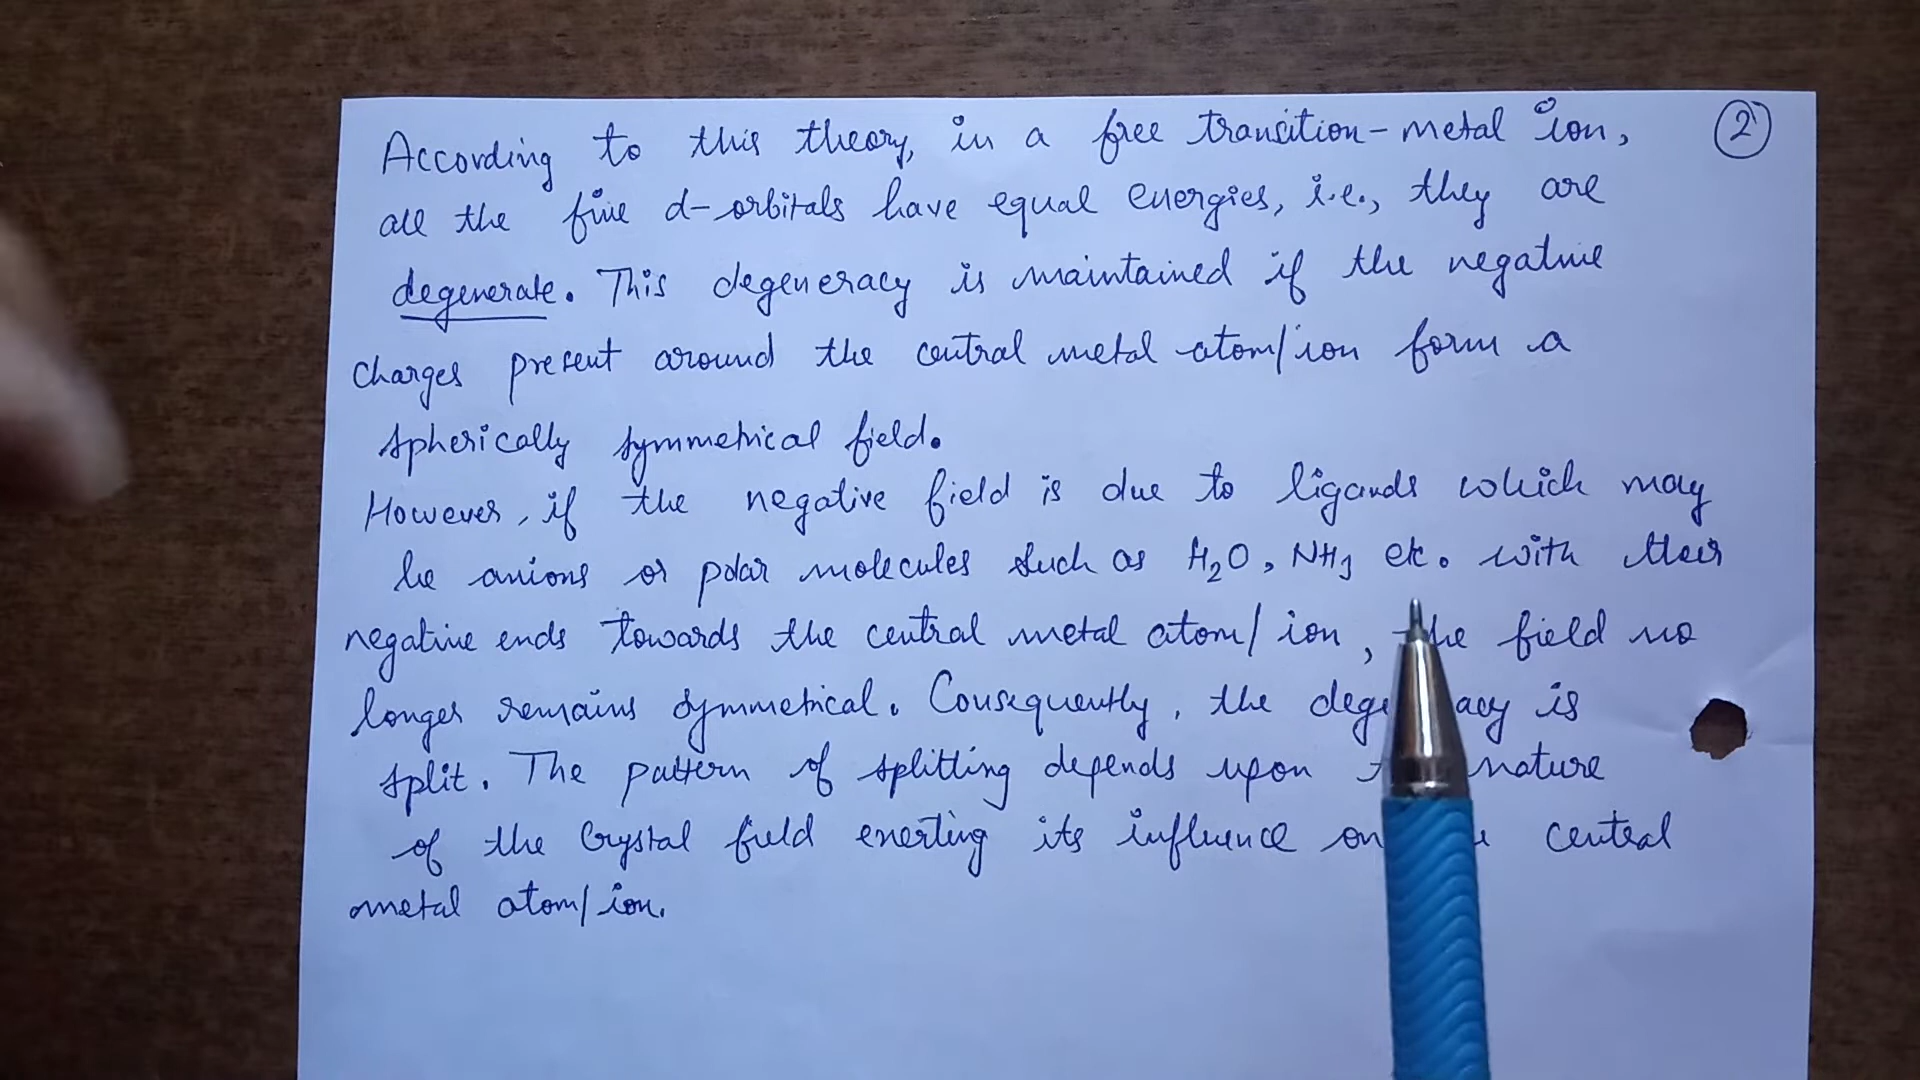 According to this theory, in a free transition-metal ion, ②
all the five d-orbitals have equal energies, i.e., they are
degenerate. This degeneracy is maintained if the negative
charges present around the central metal atom/ion form a
spherically symmetrical field.
However, if the negative field is due to ligands which may
be anions or polar molecules such as H₂O, NH₃ etc. with their
negative ends towards the central metal atom/ion, the field no
longer remains symmetrical. Consequently, the degeneracy is
split. The pattern of splitting depends upon nature
of the Crystal field exerting its influence on central
metal atom/ion.